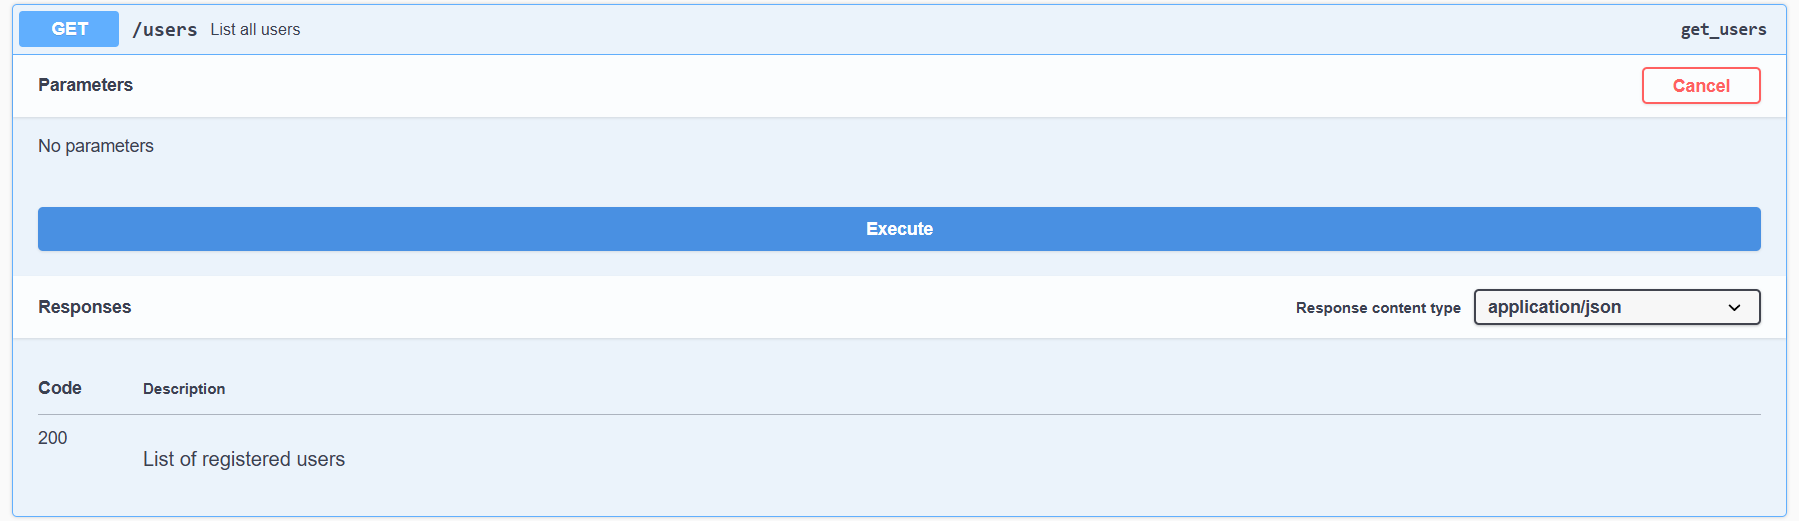 GET /users List all users get_users
Parameters Cancel
No parameters
Execute
Responses Response content type application/json
Code Description
200
List of registered users